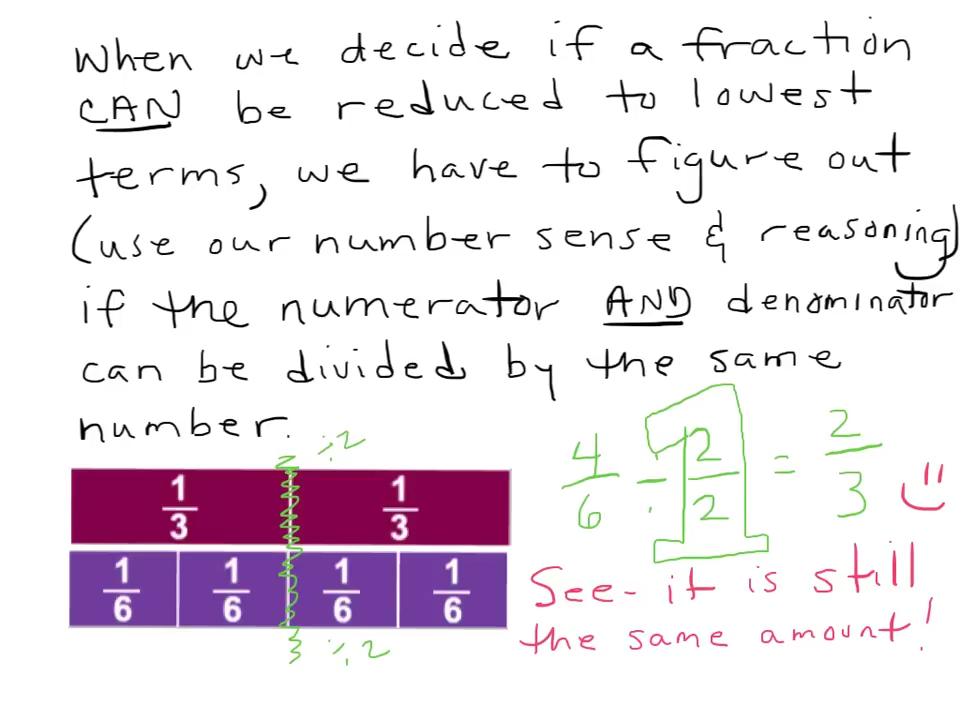 When we decide if a fraction
CAN be reduced to lowest
terms, we have to figure out
(use our number sense & reasoning)
if the numerator AND denominator
can be divided by the same
number.
÷2
4/6 ÷ 2/2 = 2/3
1/3 1/3
1/6 1/6 1/6 1/6
÷2
See - it is still
the same amount!